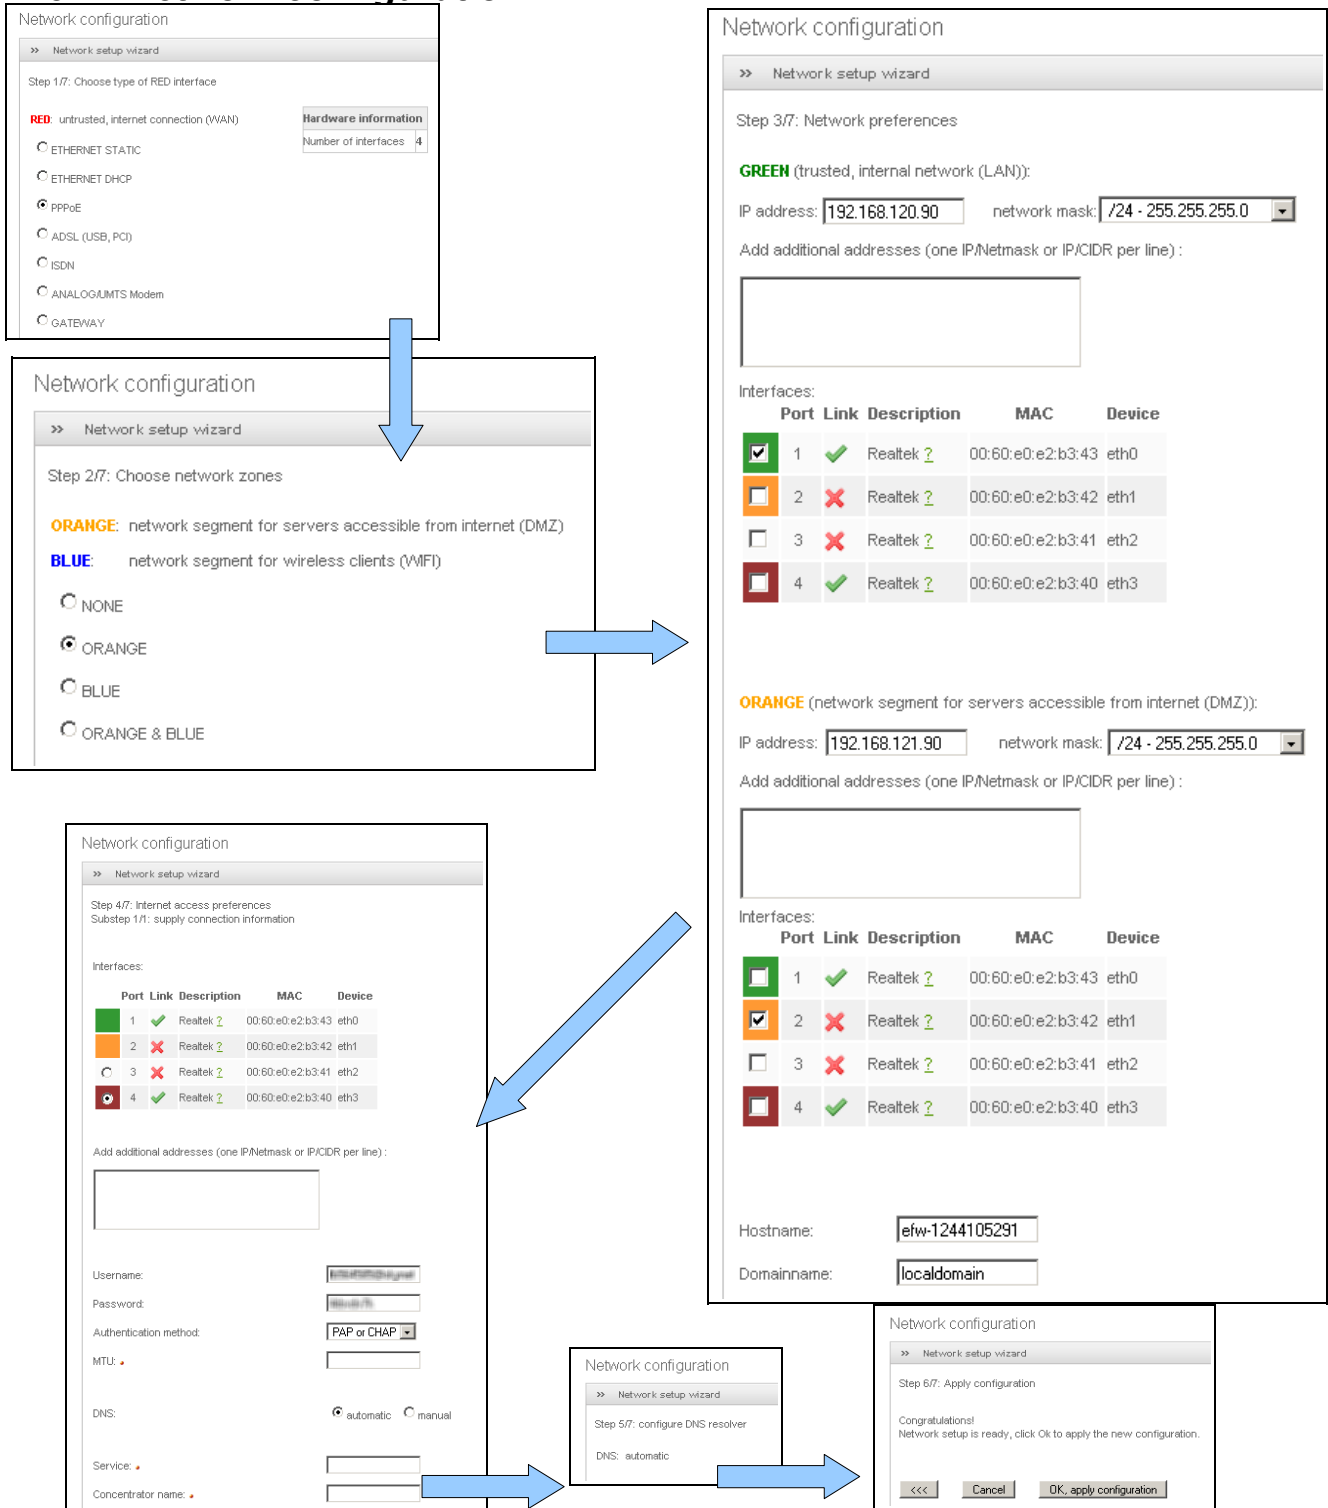 Network configuration
» Network setup wizard
Step 1/7: Choose type of RED interface
RED: untrusted, internet connection (WAN)
Hardware information
Number of interfaces 4
ETHERNET STATIC
ETHERNET DHCP
PPPoE
ADSL (USB, PCI)
ISDN
ANALOG/UMTS Modem
GATEWAY
Network configuration
» Network setup wizard
Step 2/7: Choose network zones
ORANGE: network segment for servers accessible from internet (DMZ)
BLUE: network segment for wireless clients (WIFI)
NONE
ORANGE
BLUE
ORANGE & BLUE
Network configuration
» Network setup wizard
Step 3/7: Network preferences
GREEN (trusted, internal network (LAN)):
IP address: 192.168.120.90 network mask: /24 - 255.255.255.0
Add additional addresses (one IP/Netmask or IP/CIDR per line) :
Interfaces:
Port Link Description MAC Device
1 Realtek ? 00:60:e0:e2:b3:43 eth0
2 Realtek ? 00:60:e0:e2:b3:42 eth1
3 Realtek ? 00:60:e0:e2:b3:41 eth2
4 Realtek ? 00:60:e0:e2:b3:40 eth3
ORANGE (network segment for servers accessible from internet (DMZ)):
IP address: 192.168.121.90 network mask: /24 - 255.255.255.0
Add additional addresses (one IP/Netmask or IP/CIDR per line) :
Interfaces:
Port Link Description MAC Device
1 Realtek ? 00:60:e0:e2:b3:43 eth0
2 Realtek ? 00:60:e0:e2:b3:42 eth1
3 Realtek ? 00:60:e0:e2:b3:41 eth2
4 Realtek ? 00:60:e0:e2:b3:40 eth3
Hostname: efw-1244105291
Domainname: localdomain
Network configuration
» Network setup wizard
Step 4/7: Internet access preferences
Substep 1/1: supply connection information
Interfaces:
Port Link Description MAC Device
1 Realtek ? 00:60:e0:e2:b3:43 eth0
2 Realtek ? 00:60:e0:e2:b3:42 eth1
3 Realtek ? 00:60:e0:e2:b3:41 eth2
4 Realtek ? 00:60:e0:e2:b3:40 eth3
Add additional addresses (one IP/Netmask or IP/CIDR per line) :
Username:
Password:
Authentication method: PAP or CHAP
MTU:
DNS: automatic manual
Service:
Concentrator name:
Network configuration
» Network setup wizard
Step 5/7: configure DNS resolver
DNS: automatic
Network configuration
» Network setup wizard
Step 6/7: Apply configuration
Congratulations!
Network setup is ready, click Ok to apply the new configuration.
<<< Cancel OK, apply configuration